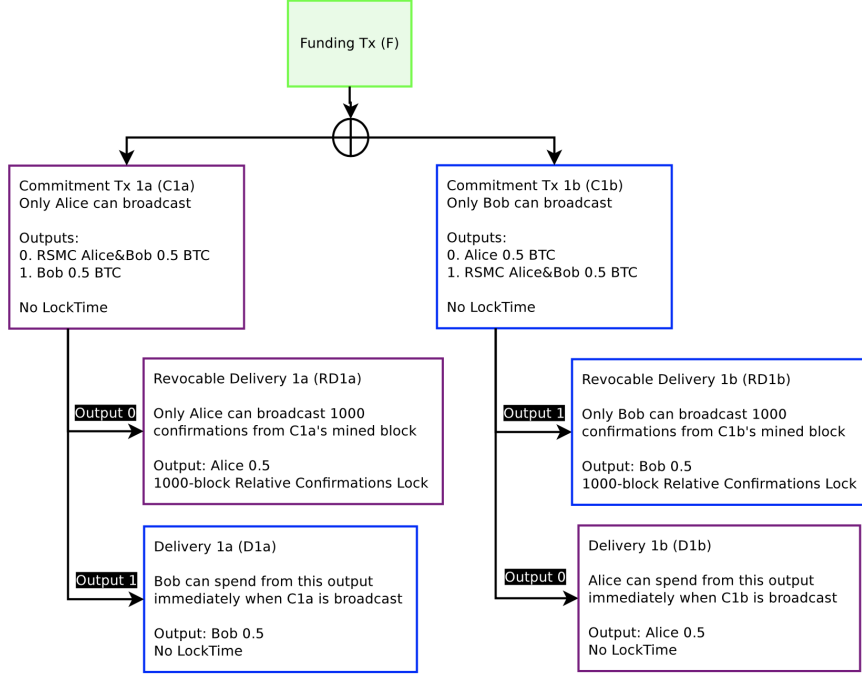 Funding Tx (F)
Commitment Tx 1a (C1a)
Only Alice can broadcast
Outputs:
0. RSMC Alice&Bob 0.5 BTC
1. Bob 0.5 BTC
No LockTime
Commitment Tx 1b (C1b)
Only Bob can broadcast
Outputs:
0. Alice 0.5 BTC
1. RSMC Alice&Bob 0.5 BTC
No LockTime
Output 0
Revocable Delivery 1a (RD1a)
Only Alice can broadcast 1000
confirmations from C1a's mined block
Output: Alice 0.5
1000-block Relative Confirmations Lock
Output 1
Revocable Delivery 1b (RD1b)
Only Bob can broadcast 1000
confirmations from C1b's mined block
Output: Bob 0.5
1000-block Relative Confirmations Lock
Output 1
Delivery 1a (D1a)
Bob can spend from this output
immediately when C1a is broadcast
Output: Bob 0.5
No LockTime
Output 0
Delivery 1b (D1b)
Alice can spend from this output
immediately when C1b is broadcast
Output: Alice 0.5
No LockTime